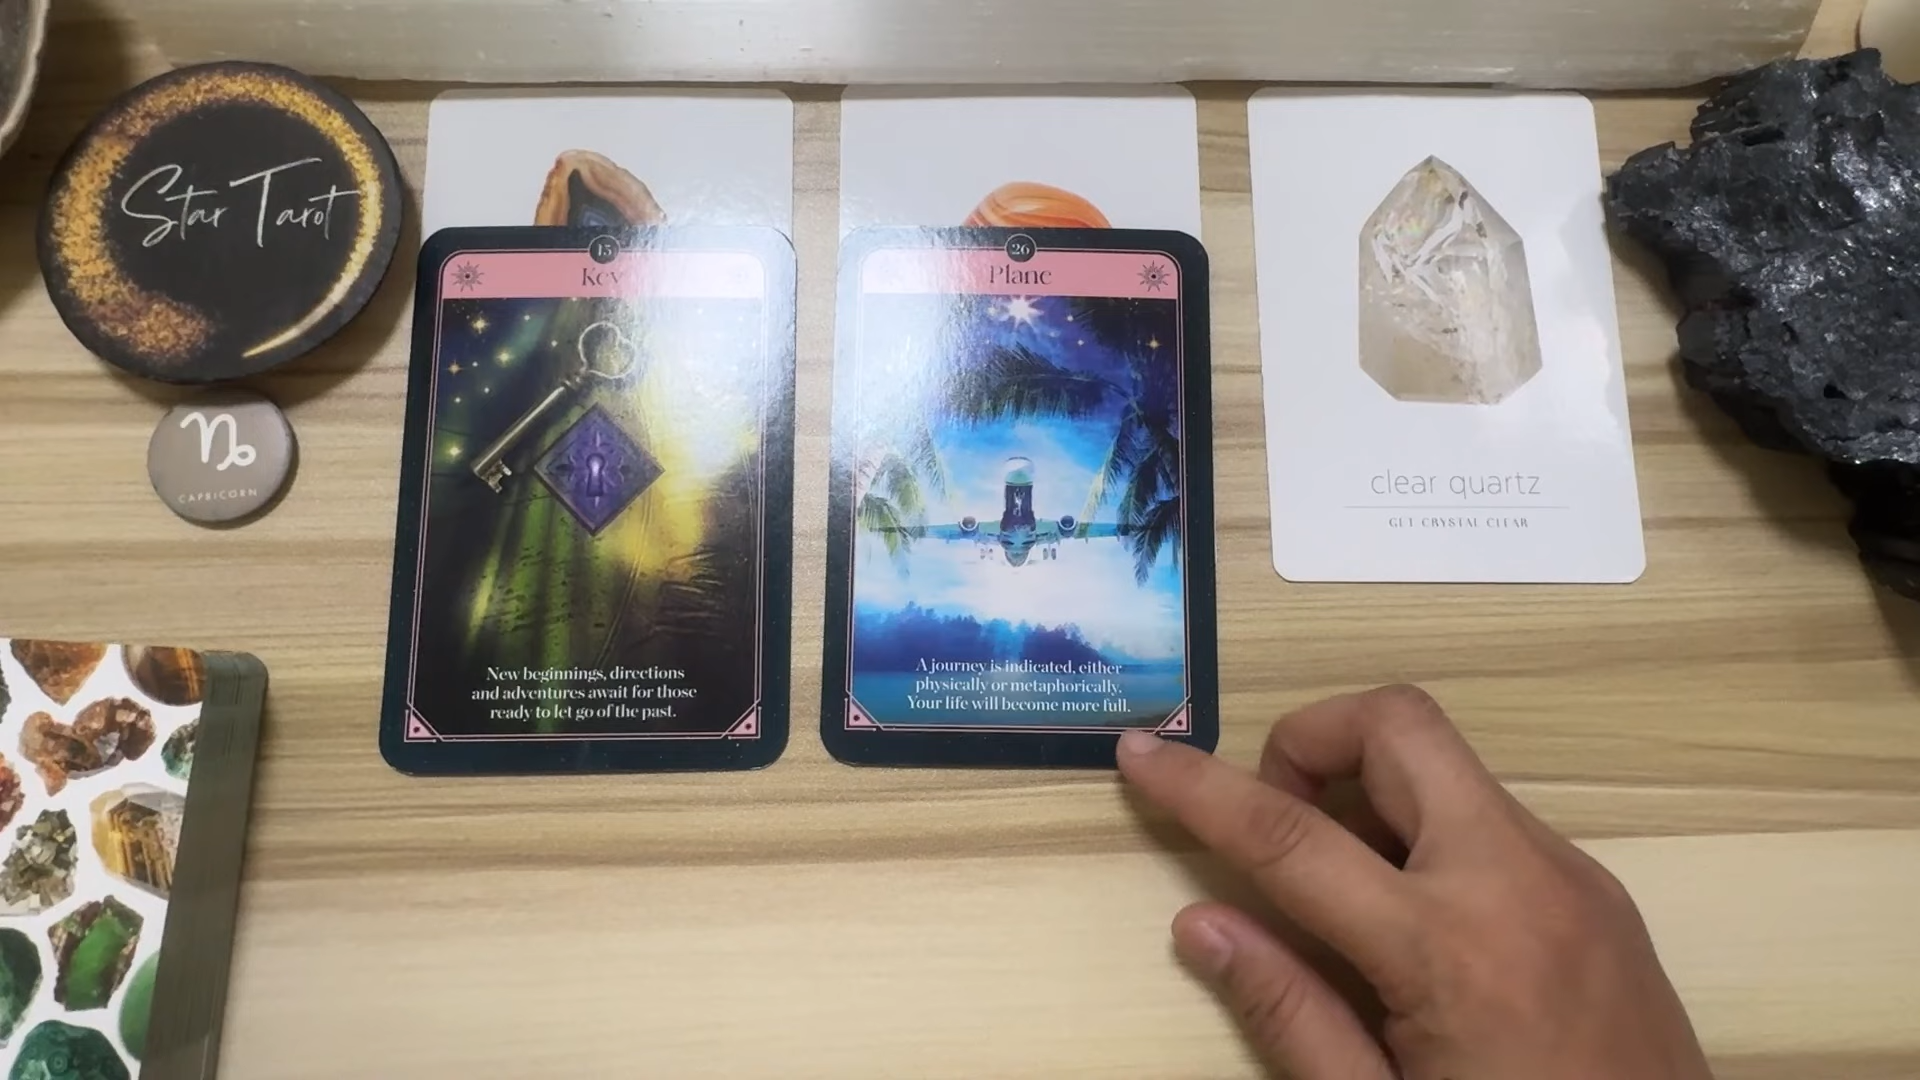 Star Tarot
CAPRICORN
15
Key
New beginnings, directions
and adventures await for those
ready to let go of the past.
26
Plane
A journey is indicated, either
physically or metaphorically.
Your life will become more full.
clear quartz
GET CRYSTAL CLEAR